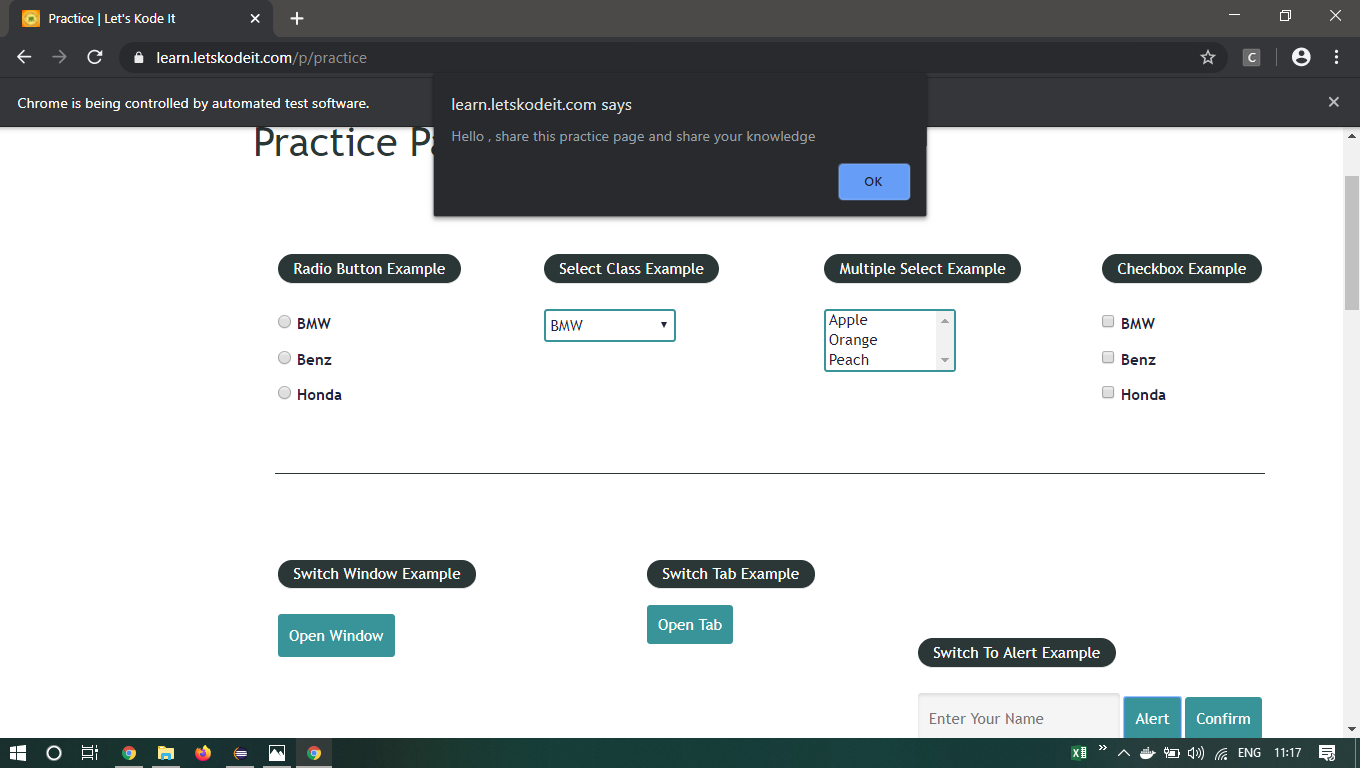 Practice | Let's Kode It
learn.letskodeit.com/p/practice
C
Chrome is being controlled by automated test software.
learn.letskodeit.com says
Hello , share this practice page and share your knowledge
OK
Practice
Radio Button Example
BMW
Benz
Honda
Select Class Example
BMW
Multiple Select Example
Apple
Orange
Peach
Checkbox Example
BMW
Benz
Honda
Switch Window Example
Open Window
Switch Tab Example
Open Tab
Switch To Alert Example
Enter Your Name
Alert
Confirm
ENG
11:17